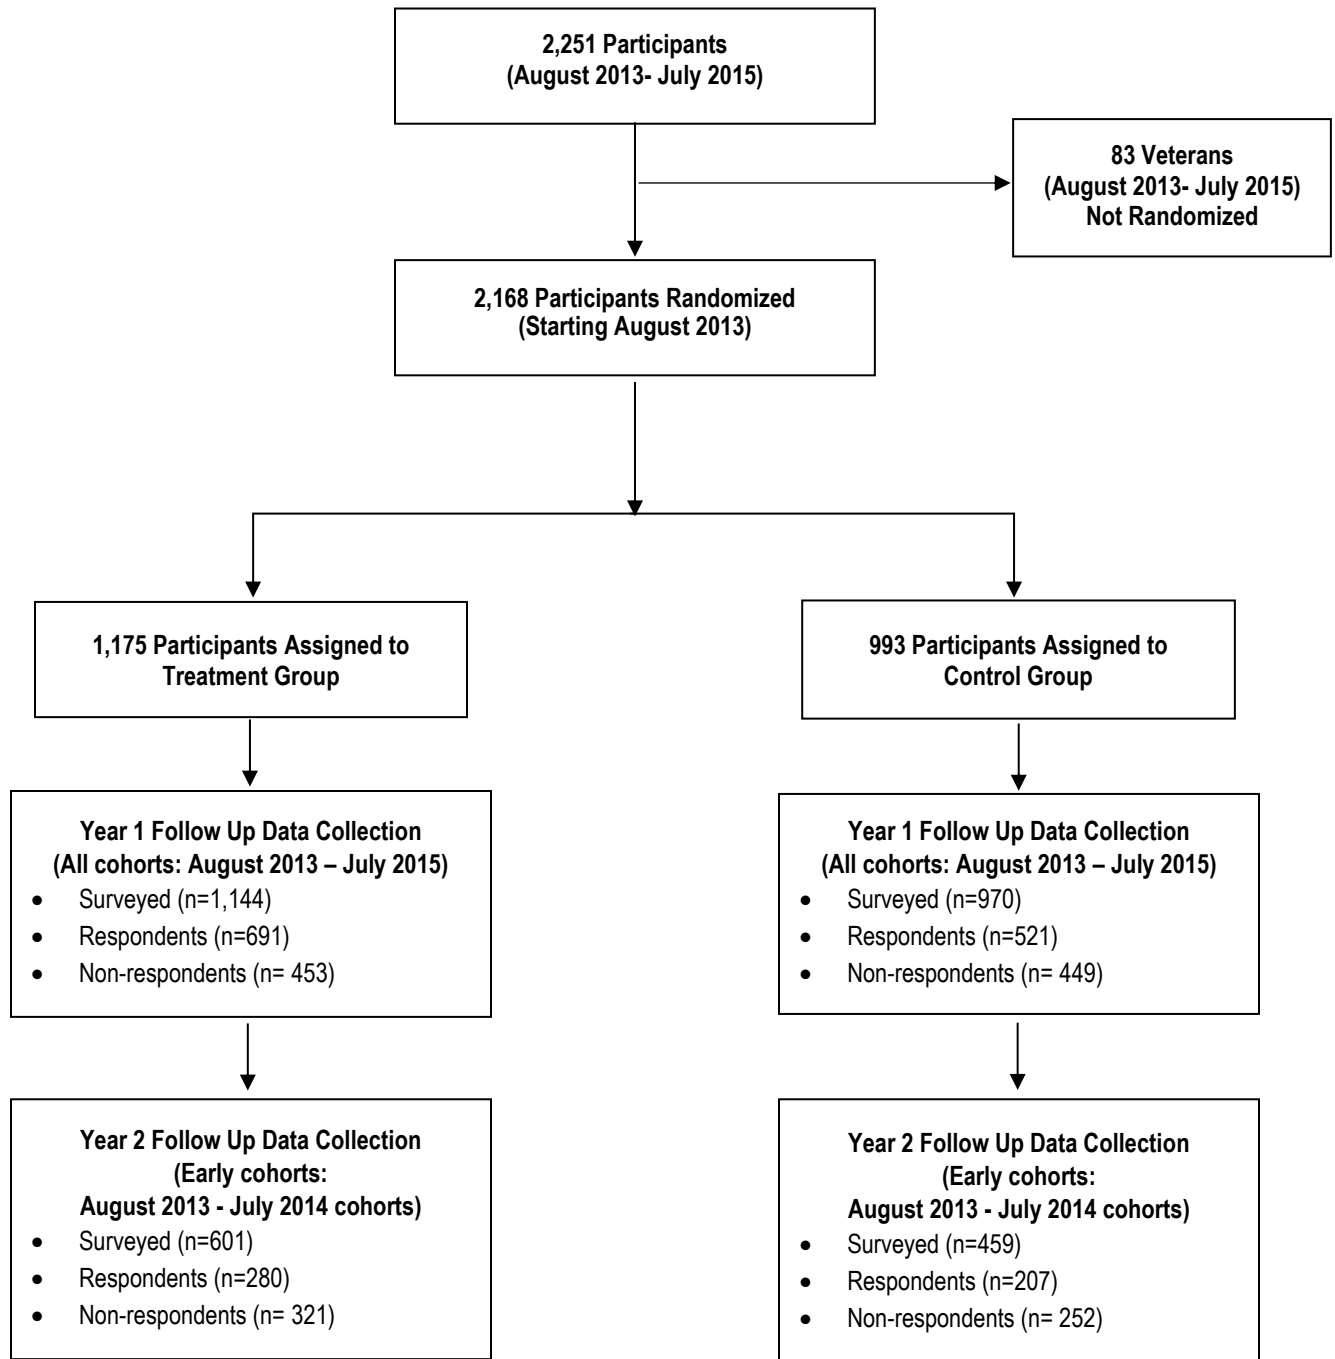 2,251 Participants
(August 2013- July 2015)
83 Veterans
(August 2013- July 2015)
Not Randomized
2,168 Participants Randomized
(Starting August 2013)
1,175 Participants Assigned to
Treatment Group
993 Participants Assigned to
Control Group
Year 1 Follow Up Data Collection
(All cohorts: August 2013 – July 2015)
• Surveyed (n=1,144)
• Respondents (n=691)
• Non-respondents (n= 453)
Year 1 Follow Up Data Collection
(All cohorts: August 2013 – July 2015)
• Surveyed (n=970)
• Respondents (n=521)
• Non-respondents (n= 449)
Year 2 Follow Up Data Collection
(Early cohorts:
August 2013 - July 2014 cohorts)
• Surveyed (n=601)
• Respondents (n=280)
• Non-respondents (n= 321)
Year 2 Follow Up Data Collection
(Early cohorts:
August 2013 - July 2014 cohorts)
• Surveyed (n=459)
• Respondents (n=207)
• Non-respondents (n= 252)